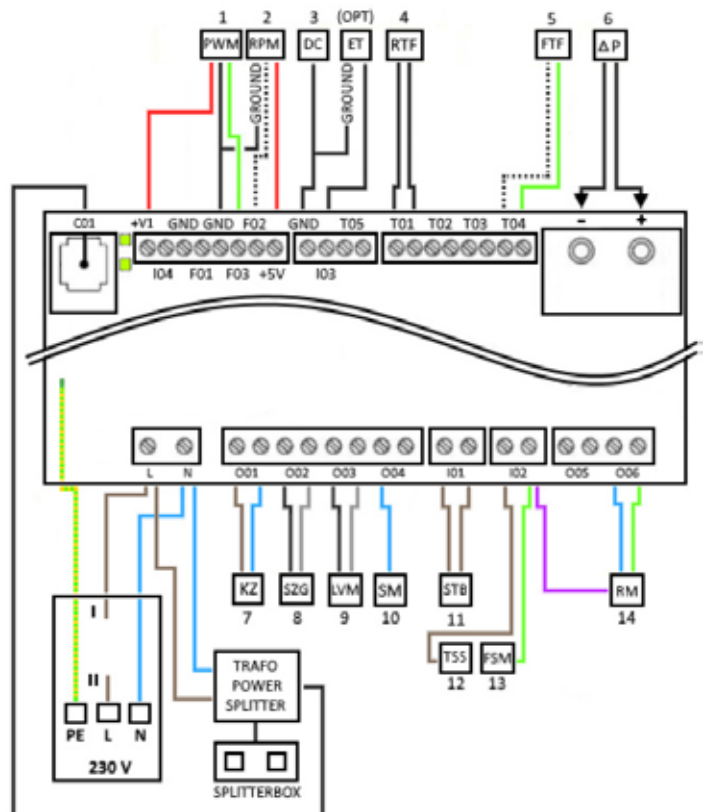 1 2 3 (OPT) 4 5 6
PWM RPM DC ET RTF FTF ΔP
GROUND GROUND
- +
C01 +V1 GND GND F02 GND T05 T01 T02 T03 T04
I04 F01 F03 +5V I03
L N O01 O02 O03 O04 I01 I02 O05 O06
KZ SZG LVM SM STB RM
7 8 9 10 11 14
I
TSS FSM
12 13
II
TRAFO
POWER
SPLITTER
PE L N
230 V
SPLITTERBOX